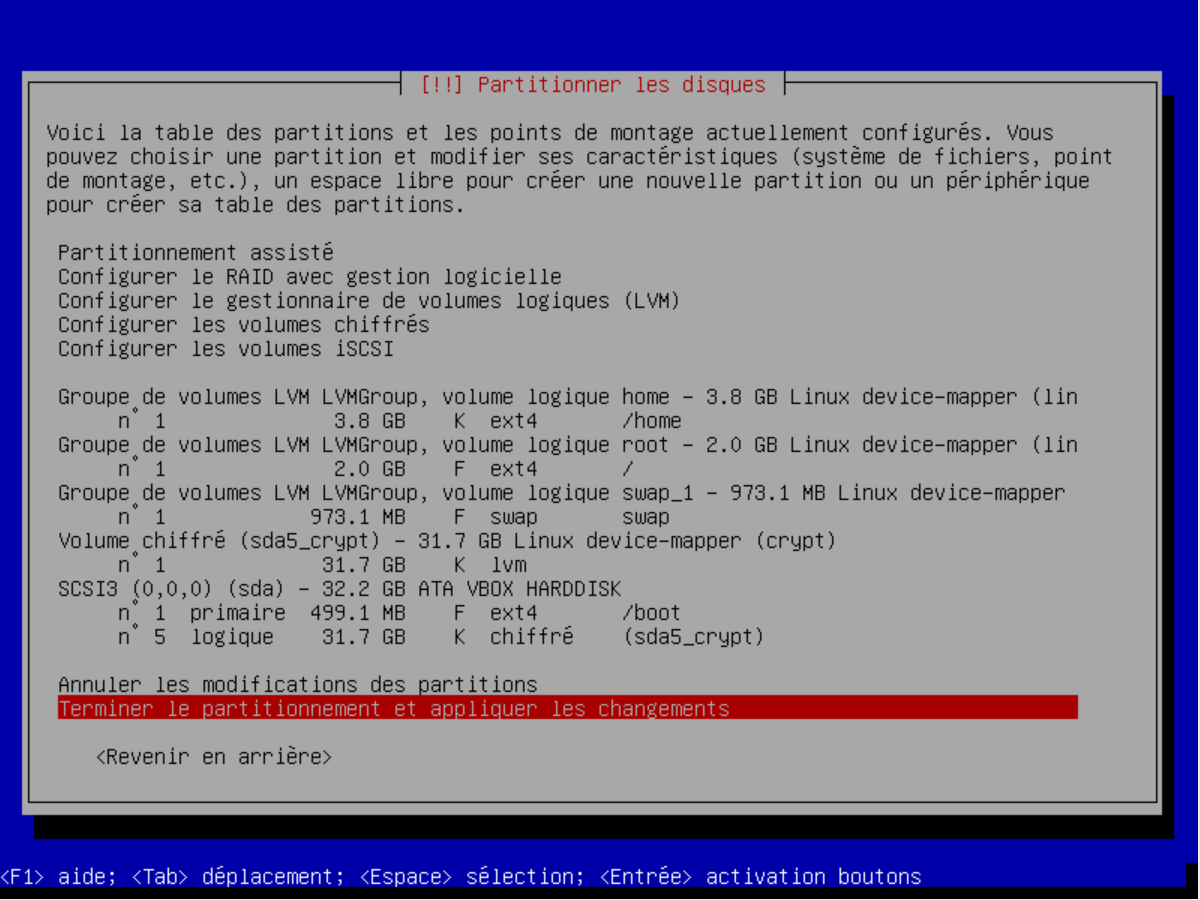 [!!] Partitionner les disques
Voici la table des partitions et les points de montage actuellement configurés. Vous
pouvez choisir une partition et modifier ses caractéristiques (système de fichiers, point
de montage, etc.), un espace libre pour créer une nouvelle partition ou un périphérique
pour créer sa table des partitions.
Partitionnement assisté
Configurer le RAID avec gestion logicielle
Configurer le gestionnaire de volumes logiques (LVM)
Configurer les volumes chiffrés
Configurer les volumes iSCSI
Groupe de volumes LVM LVMGroup, volume logique home – 3.8 GB Linux device-mapper (lin
n° 1 3.8 GB K ext4 /home
Groupe de volumes LVM LVMGroup, volume logique root – 2.0 GB Linux device-mapper (lin
n° 1 2.0 GB F ext4 /
Groupe de volumes LVM LVMGroup, volume logique swap_1 – 973.1 MB Linux device-mapper
n° 1 973.1 MB F swap swap
Volume chiffré (sda5_crypt) – 31.7 GB Linux device-mapper (crypt)
n° 1 31.7 GB K lvm
SCSI3 (0,0,0) (sda) – 32.2 GB ATA VBOX HARDDISK
n° 1 primaire 499.1 MB F ext4 /boot
n° 5 logique 31.7 GB K chiffré (sda5_crypt)
Annuler les modifications des partitions
Terminer le partitionnement et appliquer les changements
<Revenir en arrière>
<F1> aide; <Tab> déplacement; <Espace> sélection; <Entrée> activation boutons